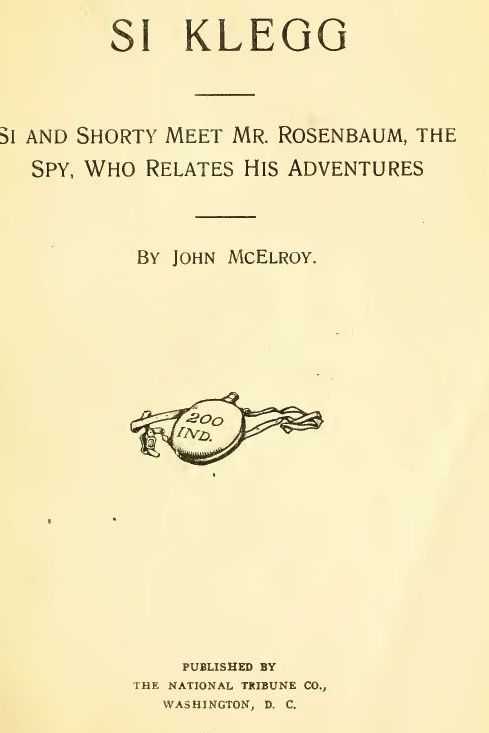 SI KLEGG
SI AND SHORTY MEET MR. ROSENBAUM, THE
SPY, WHO RELATES HIS ADVENTURES
BY JOHN MCELROY.
200
IND.
PUBLISHED BY
THE NATIONAL TRIBUNE CO.,
WASHINGTON, D. C.